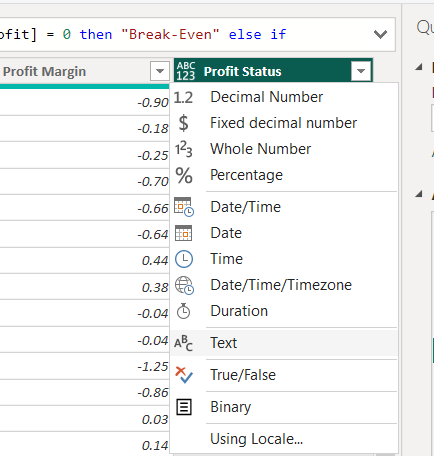 ofit] = 0 then "Break-Even" else if
Qu
Profit Margin
ABC
123 Profit Status
-0.90
-0.18
-0.25
-0.70
-0.66
-0.64
0.44
0.38
-0.04
-0.04
-1.25
-0.86
0.03
0.14
1.2 Decimal Number
$ Fixed decimal number
123 Whole Number
% Percentage
Date/Time
Date
Time
Date/Time/Timezone
Duration
ABC Text
True/False
Binary
Using Locale...